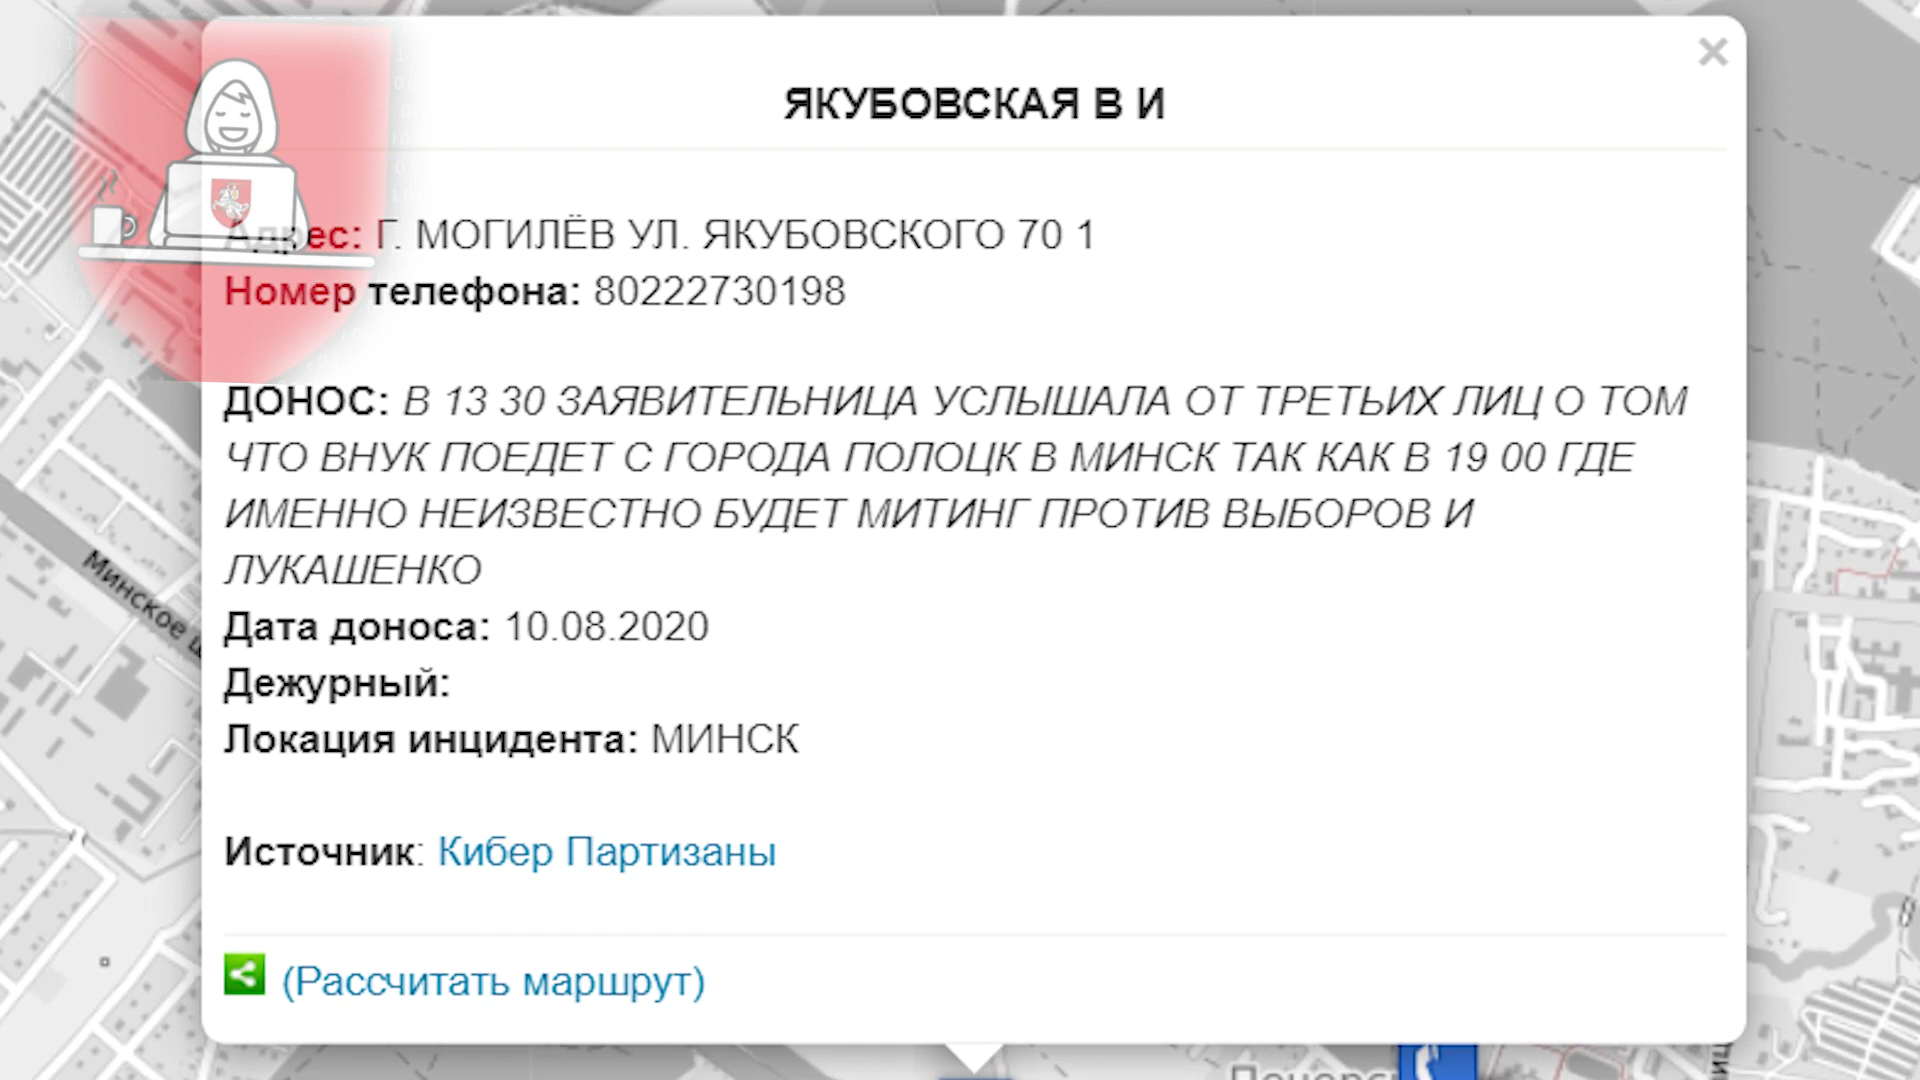 ЯКУБОВСКАЯ В И
Адрес: Г. МОГИЛЁВ УЛ. ЯКУБОВСКОГО 70 1
Номер телефона: 80222730198
ДОНОС: В 13 30 ЗАЯВИТЕЛЬНИЦА УСЛЫШАЛА ОТ ТРЕТЬИХ ЛИЦ О ТОМ
ЧТО ВНУК ПОЕДЕТ С ГОРОДА ПОЛОЦК В МИНСК ТАК КАК В 19 00 ГДЕ
ИМЕННО НЕИЗВЕСТНО БУДЕТ МИТИНГ ПРОТИВ ВЫБОРОВ И
ЛУКАШЕНКО
Дата доноса: 10.08.2020
Дежурный:
Локация инцидента: МИНСК
Источник: Кибер Партизаны
(Рассчитать маршрут)
Минское